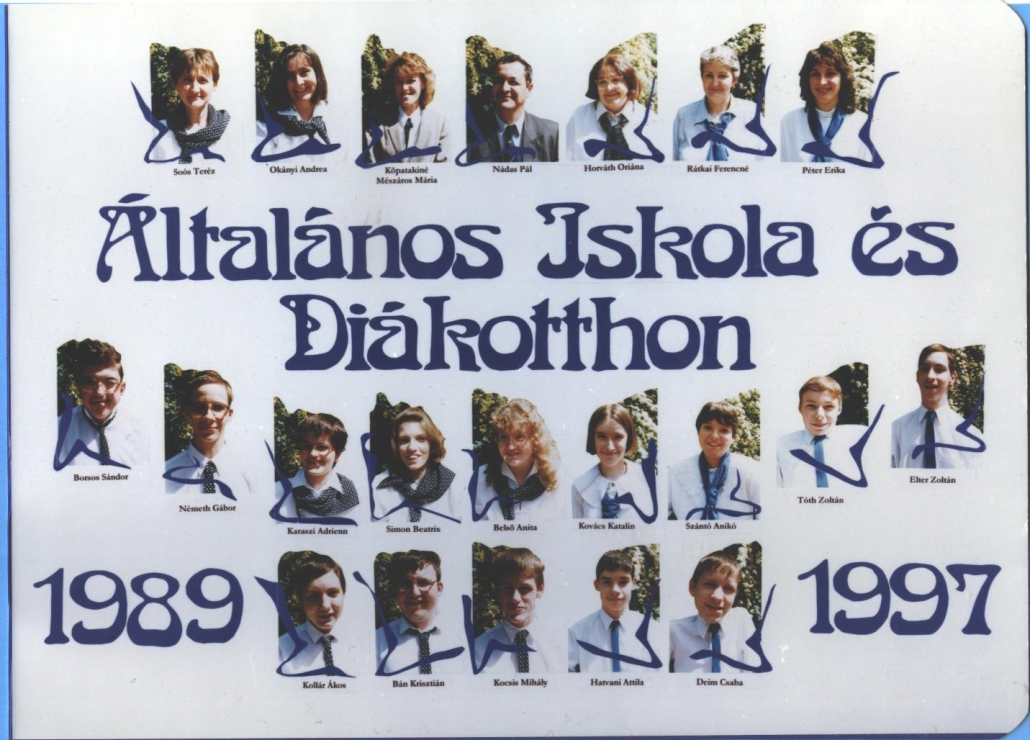 Soós Teréz
Okányi Andrea
Kőpatakiné
Mészáros Mária
Nádas Pál
Horváth Oriána
Rátkai Ferencné
Péter Erika
Általános Iskola és
Diákotthon
Borsos Sándor
Németh Gábor
Karaszi Adrienn
Simon Beatrix
Belső Anita
Kovács Katalin
Szántó Anikó
Tóth Zoltán
Elter Zoltán
1989
1997
Kollár Ákos
Bán Krisztián
Kocsis Mihály
Hatvani Attila
Deim Csaba